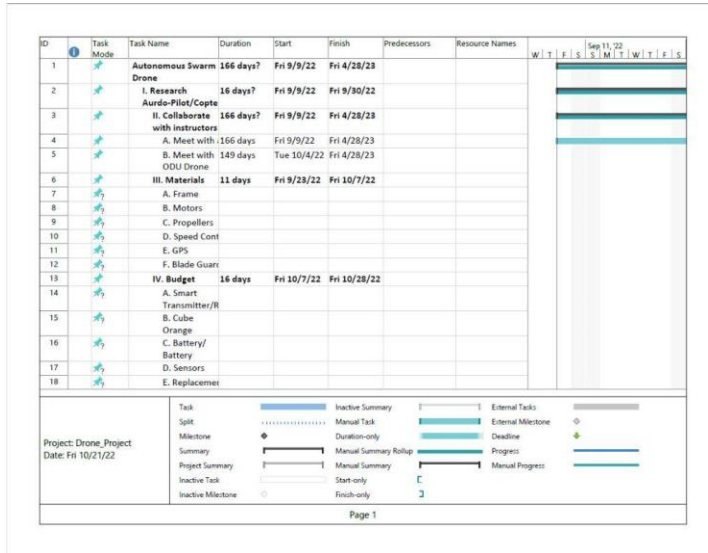 ID Task Mode Task Name Duration Start Finish Predecessors Resource Names Sep 11, '22
W T F S S M T W T F S
1 Autonomous Swarm Drone 166 days? Fri 9/9/22 Fri 4/28/23
2 I. Research Aurdo-Pilot/Copte 16 days? Fri 9/9/22 Fri 9/30/22
3 II. Collaborate with instructors 166 days? Fri 9/9/22 Fri 4/28/23
4 A. Meet with 166 days Fri 9/9/22 Fri 4/28/23
5 B. Meet with ODU Drone 149 days Tue 10/4/22 Fri 4/28/23
6 III. Materials 11 days Fri 9/23/22 Fri 10/7/22
7 A. Frame
8 B. Motors
9 C. Propellers
10 D. Speed Cont
11 E. GPS
12 F. Blade Guar
13 IV. Budget 16 days Fri 10/7/22 Fri 10/28/22
14 A. Smart Transmitter/R
15 B. Cube Orange
16 C. Battery/ Battery
17 D. Sensors
18 E. Replacemen
Project: Drone_Project
Date: Fri 10/21/22
Task Inactive Summary External Tasks
Split Manual Task External Milestone
Milestone Duration-only Deadline
Summary Manual Summary Rollup Progress
Project Summary Manual Summary Manual Progress
Inactive Task Start-only
Inactive Milestone Finish-only
Page 1